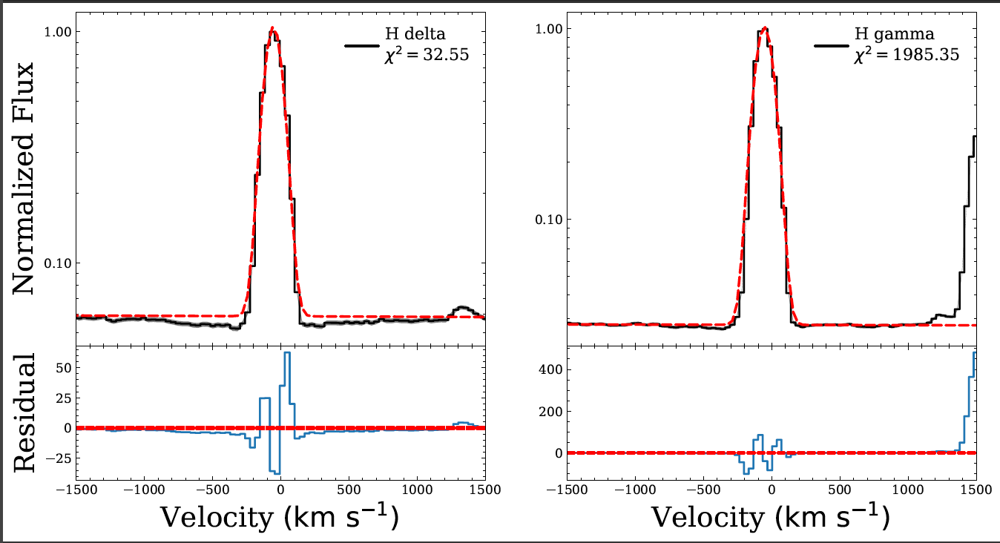 Normalized Flux
1.00
0.10
H delta
χ² = 32.55
1.00
0.10
H gamma
χ² = 1985.35
Residual
50
25
0
−25
400
200
0
−1500 −1000 −500 0 500 1000 1500
−1500 −1000 −500 0 500 1000 1500
Velocity (km s⁻¹)
Velocity (km s⁻¹)